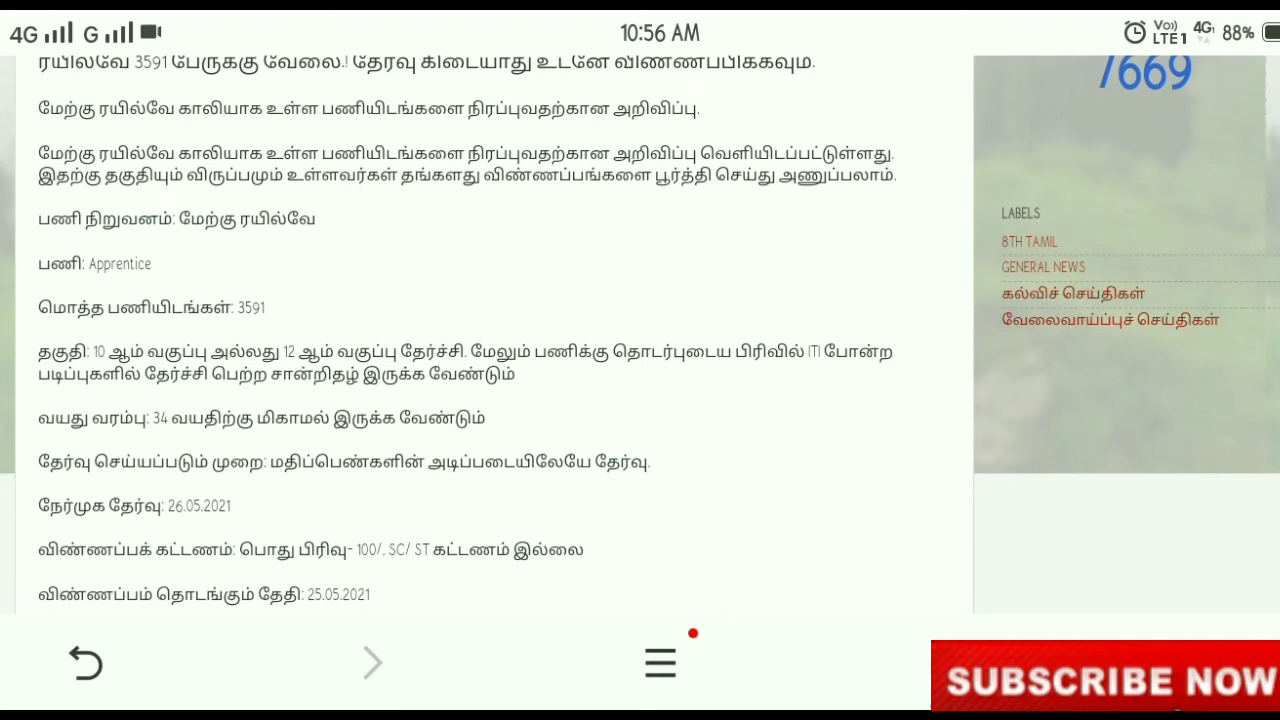 4G G 10:56 AM Vo)) LTE1 4G 88%
ரயில்வே 3591 பேருக்கு வேலை.! தேர்வு கிடையாது உடனே விண்ணப்பிக்கவும்.
7669
மேற்கு ரயில்வே காலியாக உள்ள பணியிடங்களை நிரப்புவதற்கான அறிவிப்பு.
மேற்கு ரயில்வே காலியாக உள்ள பணியிடங்களை நிரப்புவதற்கான அறிவிப்பு வெளியிடப்பட்டுள்ளது.
இதற்கு தகுதியும் விருப்பமும் உள்ளவர்கள் தங்களது விண்ணப்பங்களை பூர்த்தி செய்து அணுப்பலாம்.
பணி நிறுவனம்: மேற்கு ரயில்வே
பணி: Apprentice
மொத்த பணியிடங்கள்: 3591
தகுதி: 10 ஆம் வகுப்பு அல்லது 12 ஆம் வகுப்பு தேர்ச்சி. மேலும் பணிக்கு தொடர்புடைய பிரிவில் ITI போன்ற
படிப்புகளில் தேர்ச்சி பெற்ற சான்றிதழ் இருக்க வேண்டும்
வயது வரம்பு: 34 வயதிற்கு மிகாமல் இருக்க வேண்டும்
தேர்வு செய்யப்படும் முறை: மதிப்பெண்களின் அடிப்படையிலேயே தேர்வு.
நேர்முக தேர்வு: 26.05.2021
விண்ணப்பக் கட்டணம்: பொது பிரிவு- 100/. SC/ ST கட்டணம் இல்லை
விண்ணப்பம் தொடங்கும் தேதி: 25.05.2021
LABELS
8TH TAMIL
GENERAL NEWS
கல்விச் செய்திகள்
வேலைவாய்ப்புச் செய்திகள்
SUBSCRIBE NOW